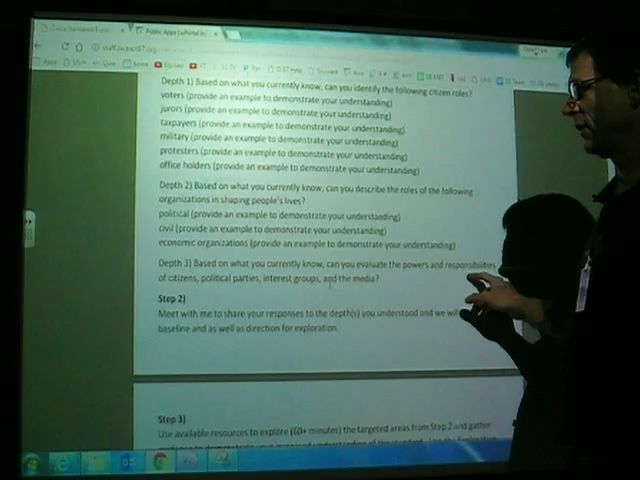 Public Apps
Apps
Depth 1) Based on what you currently know, can you identify the following citizen roles?
voters (provide an example to demonstrate your understanding)
jurors (provide an example to demonstrate your understanding)
taxpayers (provide an example to demonstrate your understanding)
military (provide an example to demonstrate your understanding)
protesters (provide an example to demonstrate your understanding)
office holders (provide an example to demonstrate your understanding)
Depth 2) Based on what you currently know, can you describe the roles of the following
organizations in shaping people's lives?
political (provide an example to demonstrate your understanding)
civil (provide an example to demonstrate your understanding)
economic organizations (provide an example to demonstrate your understanding)
Depth 3) Based on what you currently know, can you evaluate the powers and responsibilities
of citizens, political parties, interest groups, and the media?
Step 2)
Meet with me to share your responses to the depth(s) you understood and we will
baseline and as well as direction for exploration.
Step 3)
Use available resources to explore (60+ minutes) the targeted areas from Step 2 and gather